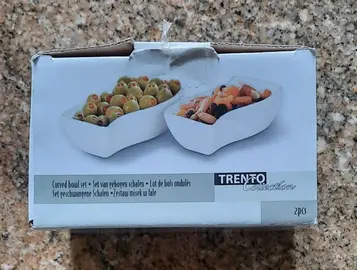 Curved bowl set • Set van gebogen schalen • Lot de bols ondulés
Set geschwungene Schalen • Zestaw misek w fale
TRENTO
Collection
2pcs